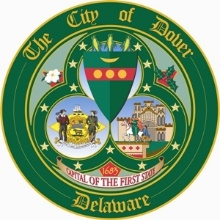 The City of Dover
1683
CAPITAL OF THE FIRST STATE
Delaware